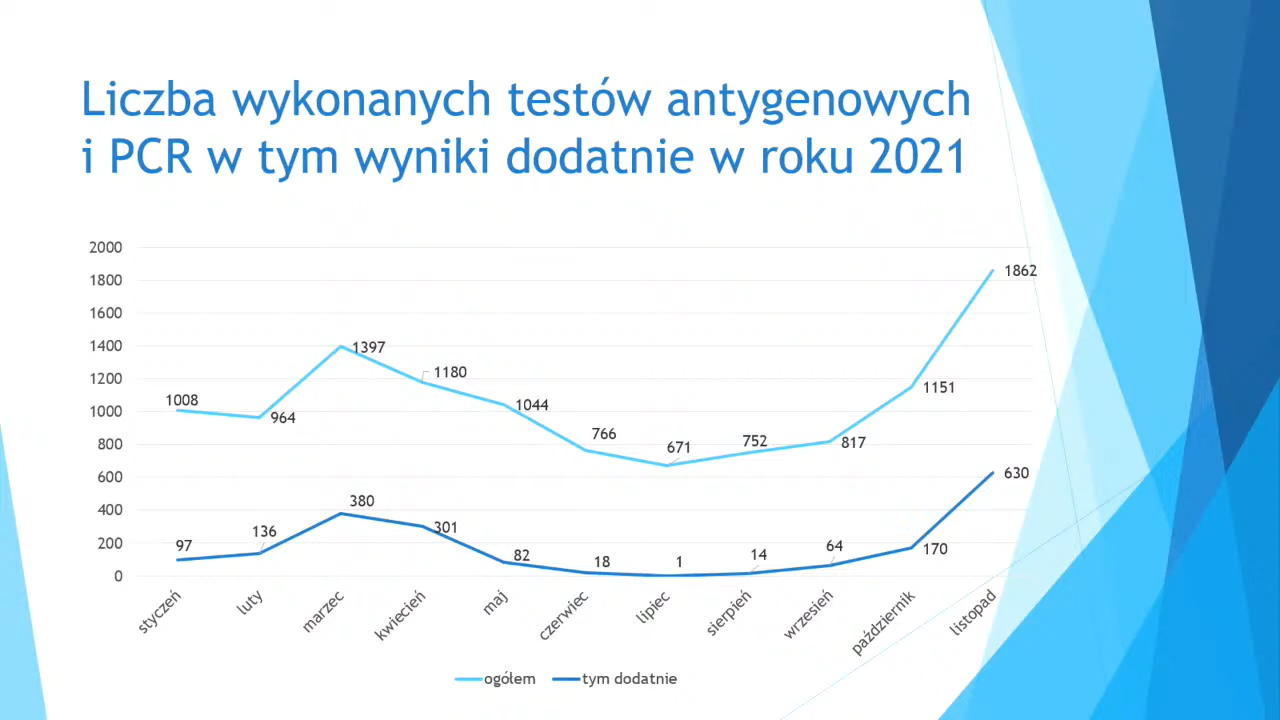 Liczba wykonanych testów antygenowych
i PCR w tym wyniki dodatnie w roku 2021
2000
1800
1600
1400
1200
1000
800
600
400
200
0
1008
964
1397
1180
1044
766
671
752
817
1151
1862
97
136
380
301
82
18
1
14
64
170
630
styczeń
luty
marzec
kwiecień
maj
czerwiec
lipiec
sierpień
wrzesień
październik
listopad
ogółem
tym dodatnie